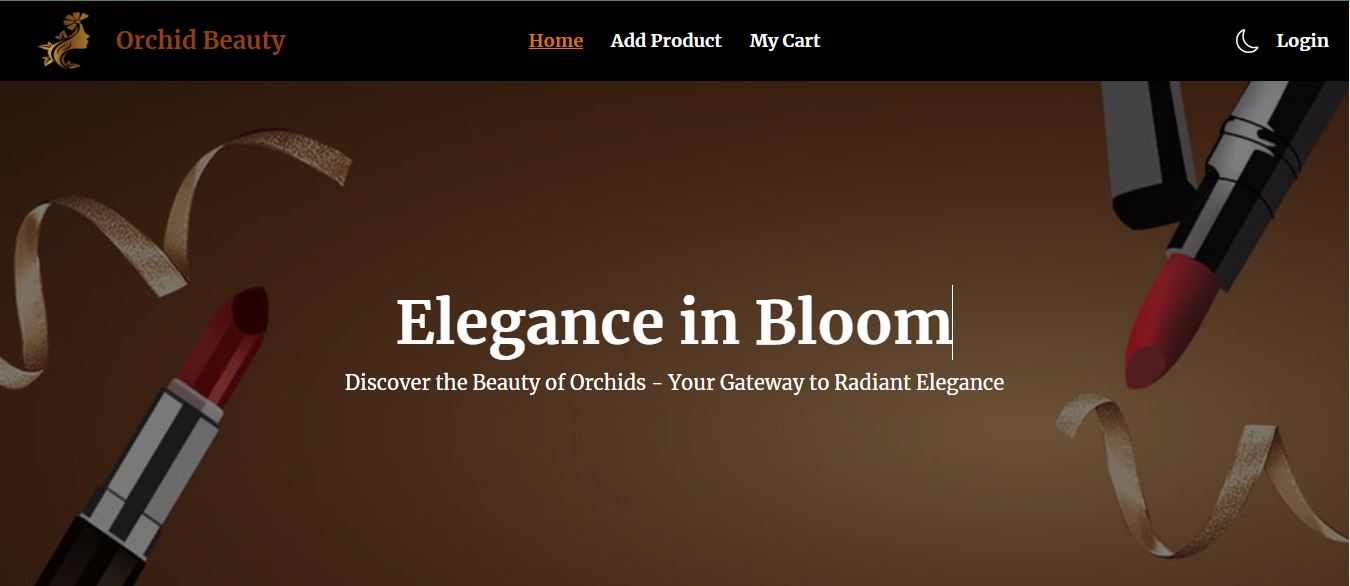 Orchid Beauty Home Add Product My Cart Login
Elegance in Bloom
Discover the Beauty of Orchids - Your Gateway to Radiant Elegance